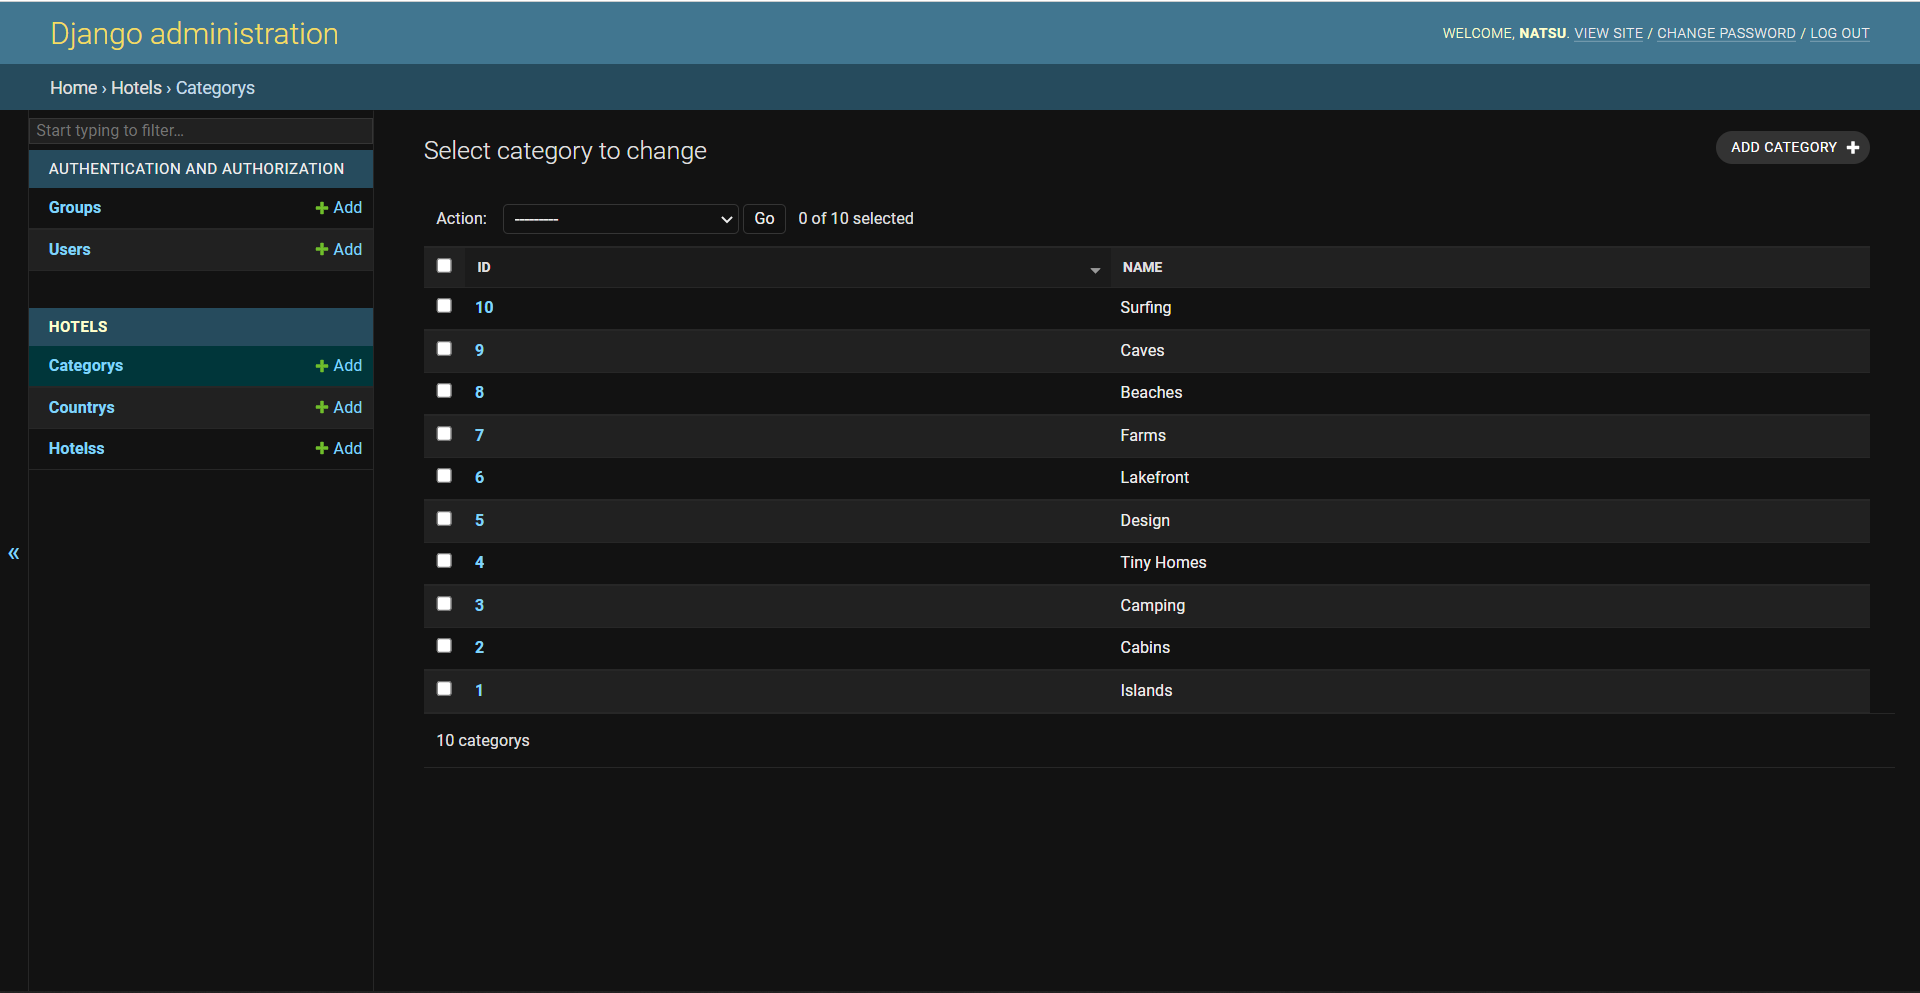 Django administration
WELCOME, NATSU. VIEW SITE / CHANGE PASSWORD / LOG OUT
Home › Hotels › Categorys
Start typing to filter...
AUTHENTICATION AND AUTHORIZATION
Groups + Add
Users + Add
HOTELS
Categorys + Add
Countrys + Add
Hotelss + Add
«
Select category to change
ADD CATEGORY +
Action: --------- Go 0 of 10 selected
ID NAME
10 Surfing
9 Caves
8 Beaches
7 Farms
6 Lakefront
5 Design
4 Tiny Homes
3 Camping
2 Cabins
1 Islands
10 categorys